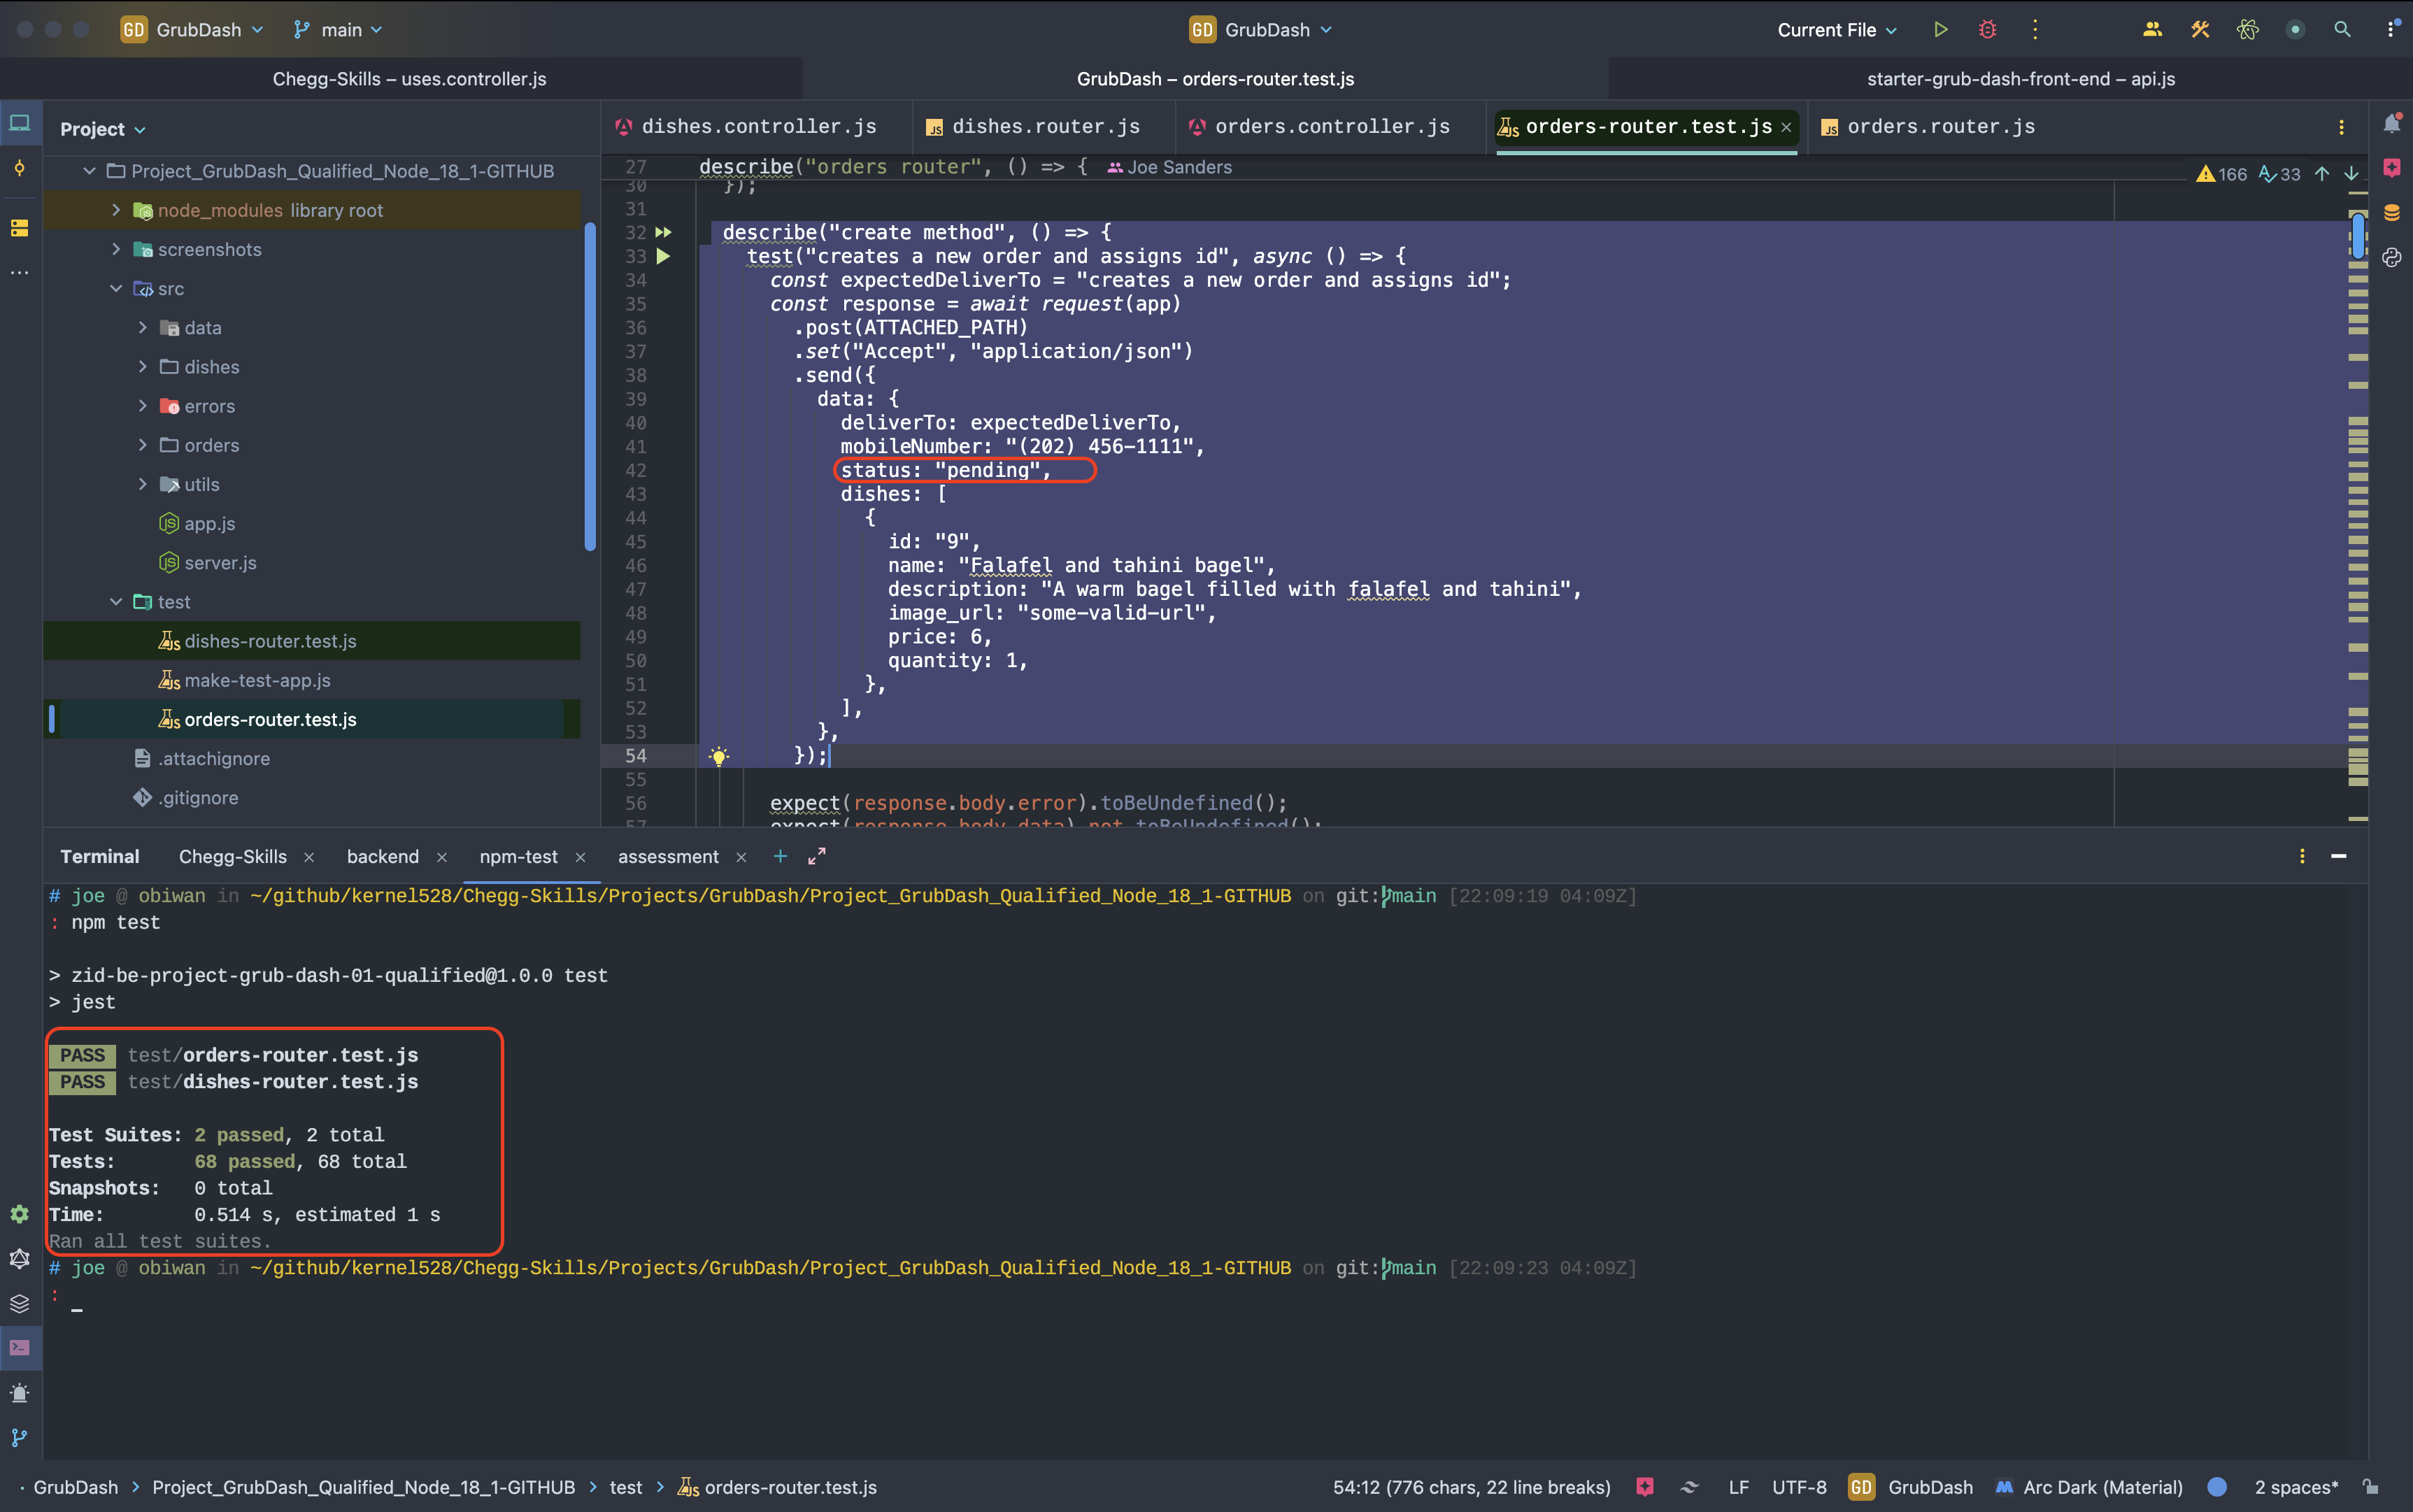 GD GrubDash main
GD GrubDash
Current File
Chegg-Skills – uses.controller.js
GrubDash – orders-router.test.js
starter-grub-dash-front-end – api.js
Project
Project_GrubDash_Qualified_Node_18_1-GITHUB
node_modules library root
screenshots
src
data
dishes
errors
orders
utils
app.js
server.js
test
dishes-router.test.js
make-test-app.js
orders-router.test.js
.attachignore
.gitignore
dishes.controller.js
JS dishes.router.js
orders.controller.js
JS orders-router.test.js
JS orders.router.js
166 33
27 describe("orders router", () => { Joe Sanders
30 });
31
32 describe("create method", () => {
33 test("creates a new order and assigns id", async () => {
34 const expectedDeliverTo = "creates a new order and assigns id";
35 const response = await request(app)
36 .post(ATTACHED_PATH)
37 .set("Accept", "application/json")
38 .send({
39 data: {
40 deliverTo: expectedDeliverTo,
41 mobileNumber: "(202) 456-1111",
42 status: "pending",
43 dishes: [
44 {
45 id: "9",
46 name: "Falafel and tahini bagel",
47 description: "A warm bagel filled with falafel and tahini",
48 image_url: "some-valid-url",
49 price: 6,
50 quantity: 1,
51 },
52 ],
53 },
54 });
55
56 expect(response.body.error).toBeUndefined();
57 expect(response.body.data).not.toBeUndefined();
Terminal
Chegg-Skills
backend
npm-test
assessment
# joe @ obiwan in ~/github/kernel528/Chegg-Skills/Projects/GrubDash/Project_GrubDash_Qualified_Node_18_1-GITHUB on git:main [22:09:19 04:09Z]
: npm test
> zid-be-project-grub-dash-01-qualified@1.0.0 test
> jest
PASS test/orders-router.test.js
PASS test/dishes-router.test.js
Test Suites: 2 passed, 2 total
Tests: 68 passed, 68 total
Snapshots: 0 total
Time: 0.514 s, estimated 1 s
Ran all test suites.
# joe @ obiwan in ~/github/kernel528/Chegg-Skills/Projects/GrubDash/Project_GrubDash_Qualified_Node_18_1-GITHUB on git:main [22:09:23 04:09Z]
: _
GrubDash > Project_GrubDash_Qualified_Node_18_1-GITHUB > test > orders-router.test.js
54:12 (776 chars, 22 line breaks) LF UTF-8 GD GrubDash Arc Dark (Material) 2 spaces*